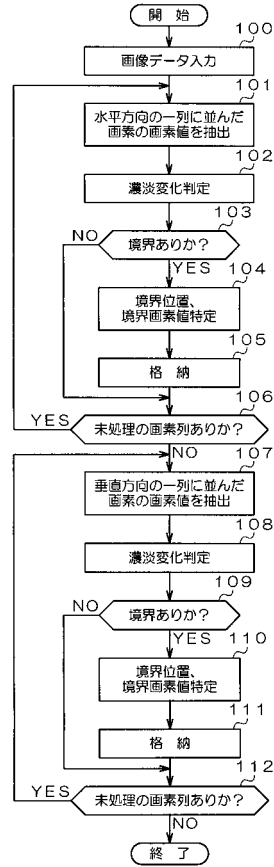 開 始
100
画像データ入力
101
水平方向の一列に並んだ
画素の画素値を抽出
102
濃淡変化判定
103
NO
境界ありか?
YES
104
境界位置、
境界画素値特定
105
格 納
106
YES
未処理の画素列ありか?
NO
107
垂直方向の一列に並んだ
画素の画素値を抽出
108
濃淡変化判定
109
NO
境界ありか?
YES
110
境界位置、
境界画素値特定
111
格 納
112
YES
未処理の画素列ありか?
NO
終 了